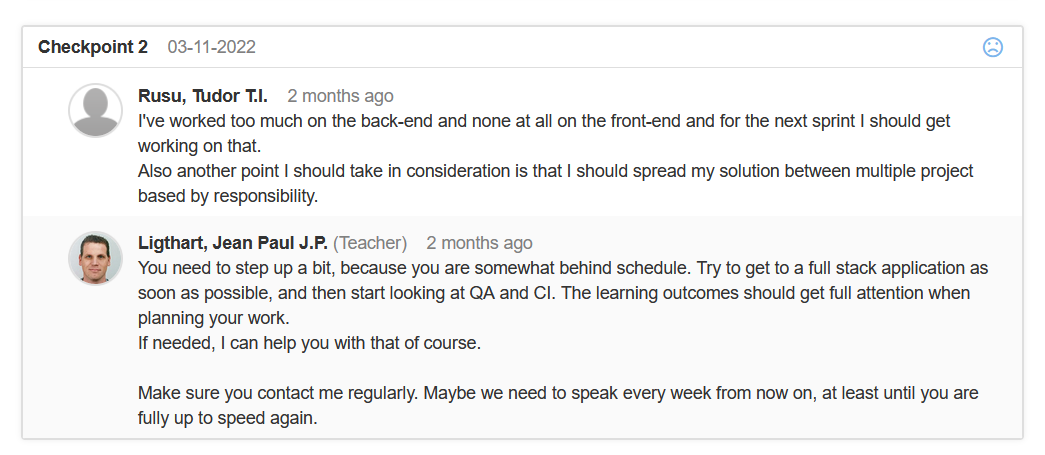 Checkpoint 2 03-11-2022
Rusu, Tudor T.I. 2 months ago
I've worked too much on the back-end and none at all on the front-end and for the next sprint I should get
working on that.
Also another point I should take in consideration is that I should spread my solution between multiple project
based by responsibility.
Ligthart, Jean Paul J.P. (Teacher) 2 months ago
You need to step up a bit, because you are somewhat behind schedule. Try to get to a full stack application as
soon as possible, and then start looking at QA and CI. The learning outcomes should get full attention when
planning your work.
If needed, I can help you with that of course.
Make sure you contact me regularly. Maybe we need to speak every week from now on, at least until you are
fully up to speed again.